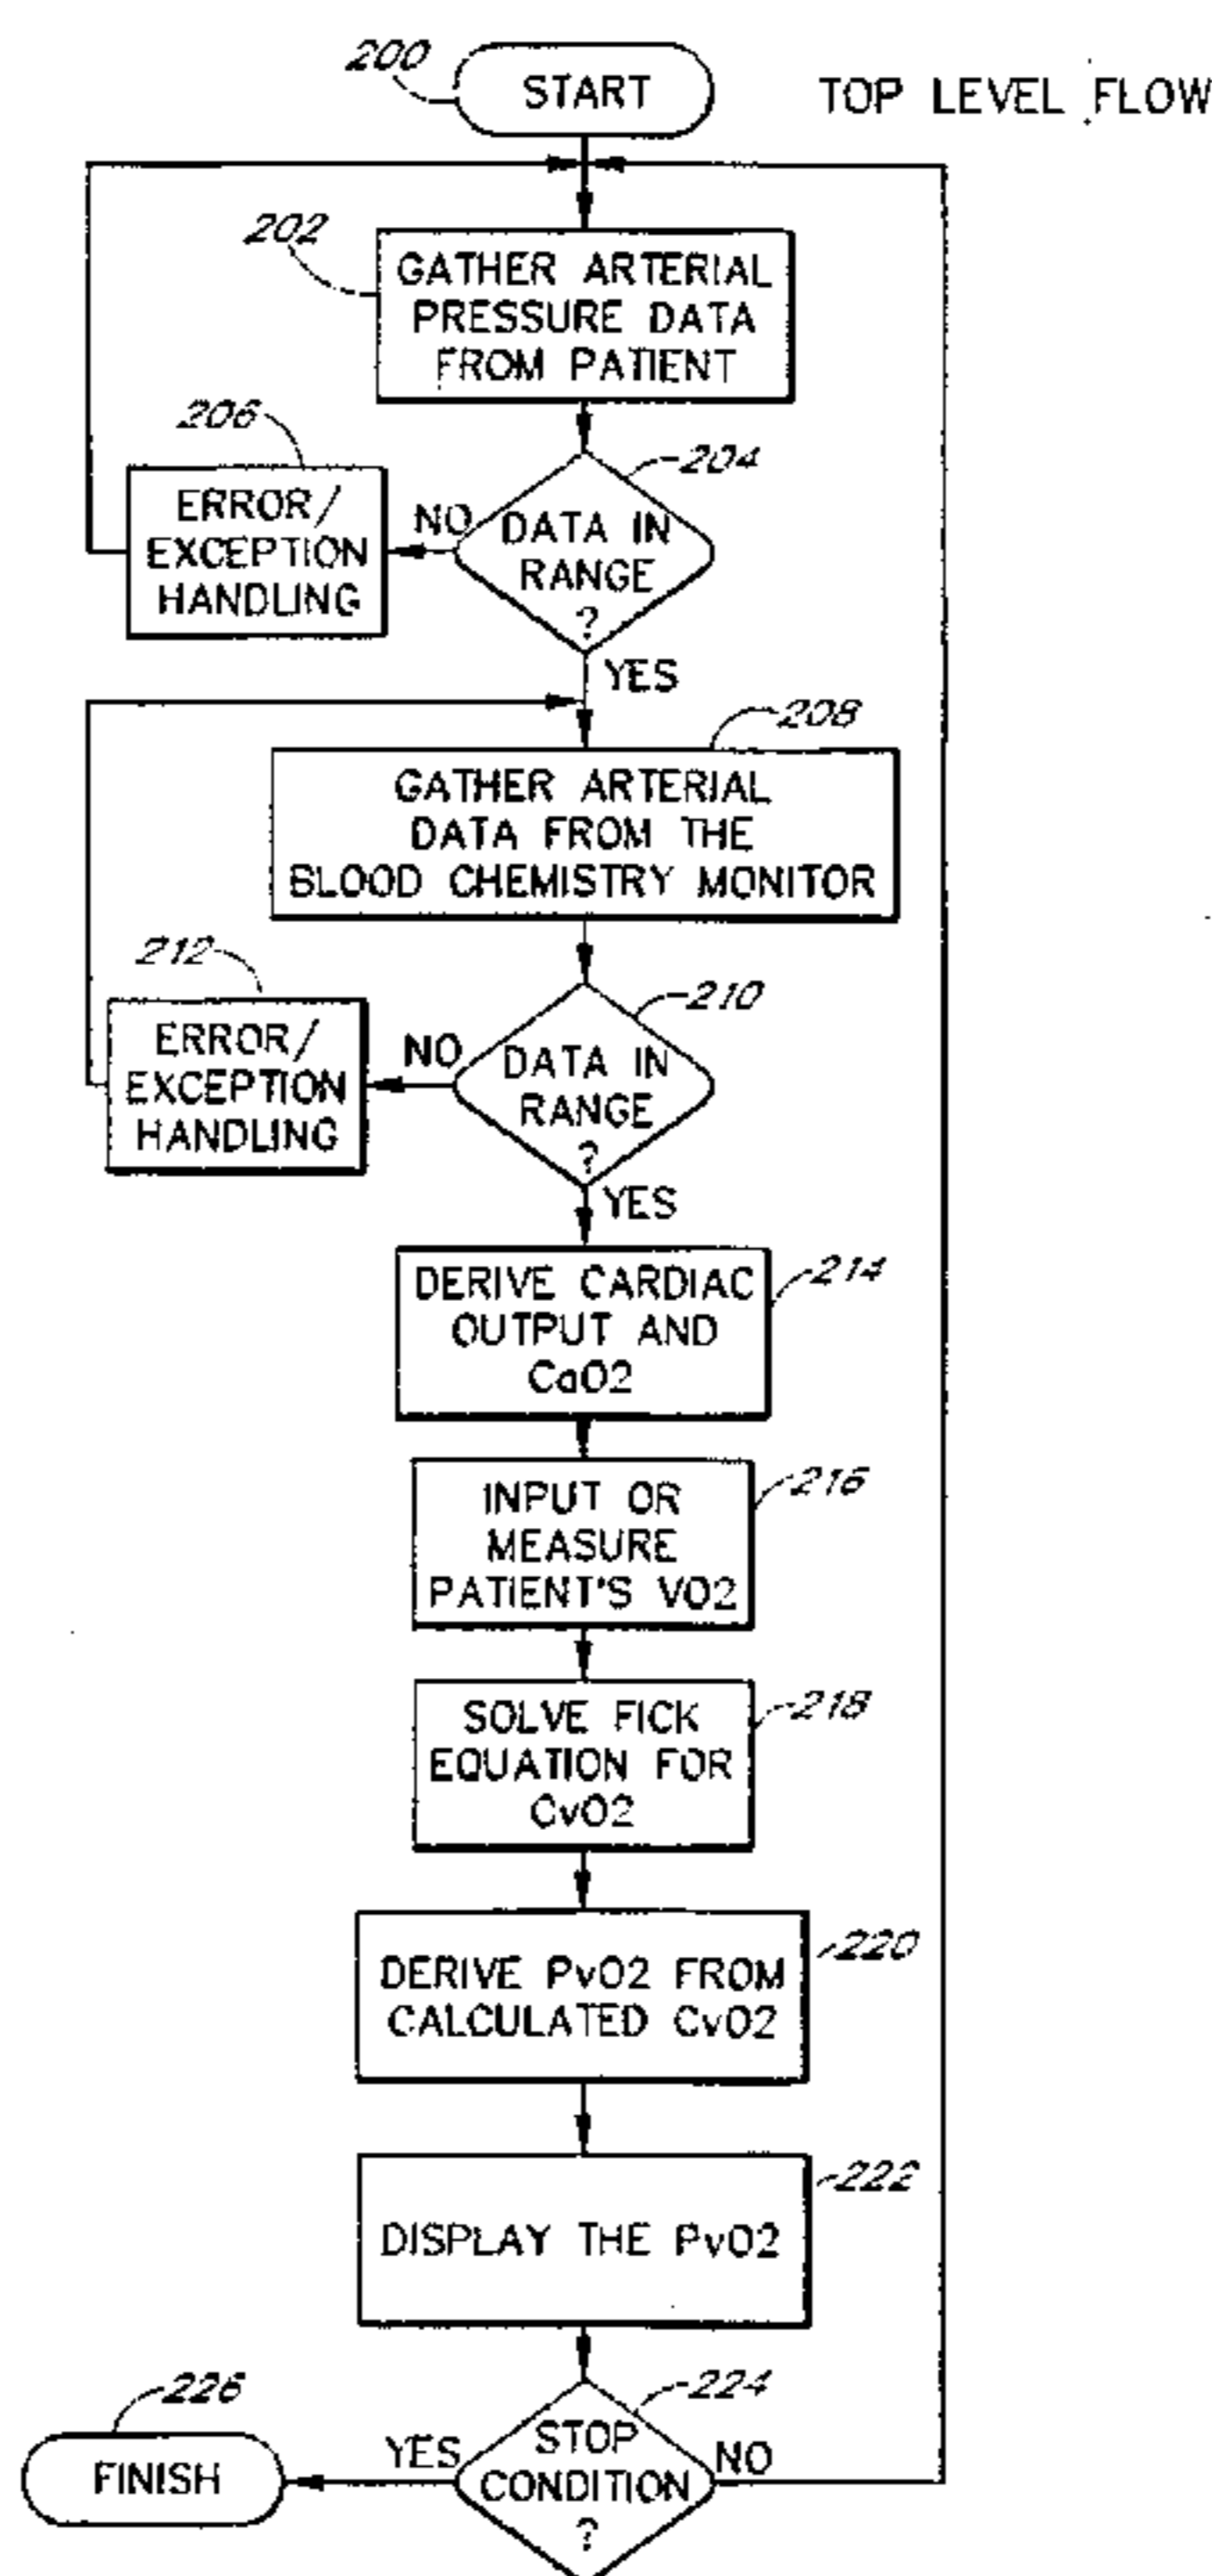 200
START
TOP LEVEL FLOW
202
GATHER ARTERIAL
PRESSURE DATA
FROM PATIENT
206
204
ERROR/
EXCEPTION
HANDLING
NO
DATA IN
RANGE
?
YES
208
GATHER ARTERIAL
DATA FROM THE
BLOOD CHEMISTRY MONITOR
212
210
ERROR/
EXCEPTION
HANDLING
NO
DATA IN
RANGE
?
YES
214
DERIVE CARDIAC
OUTPUT AND
CaO2
216
INPUT OR
MEASURE
PATIENT'S VO2
218
SOLVE FICK
EQUATION FOR
CvO2
220
DERIVE PvO2 FROM
CALCULATED CvO2
222
DISPLAY THE PvO2
226
224
FINISH
YES
STOP
CONDITION
?
NO